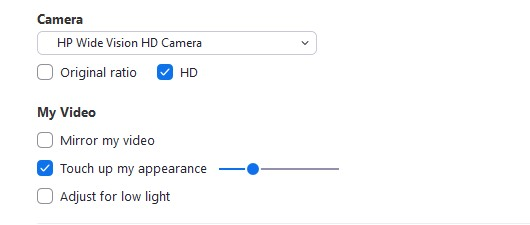 Camera
HP Wide Vision HD Camera
Original ratio HD
My Video
Mirror my video
Touch up my appearance
Adjust for low light